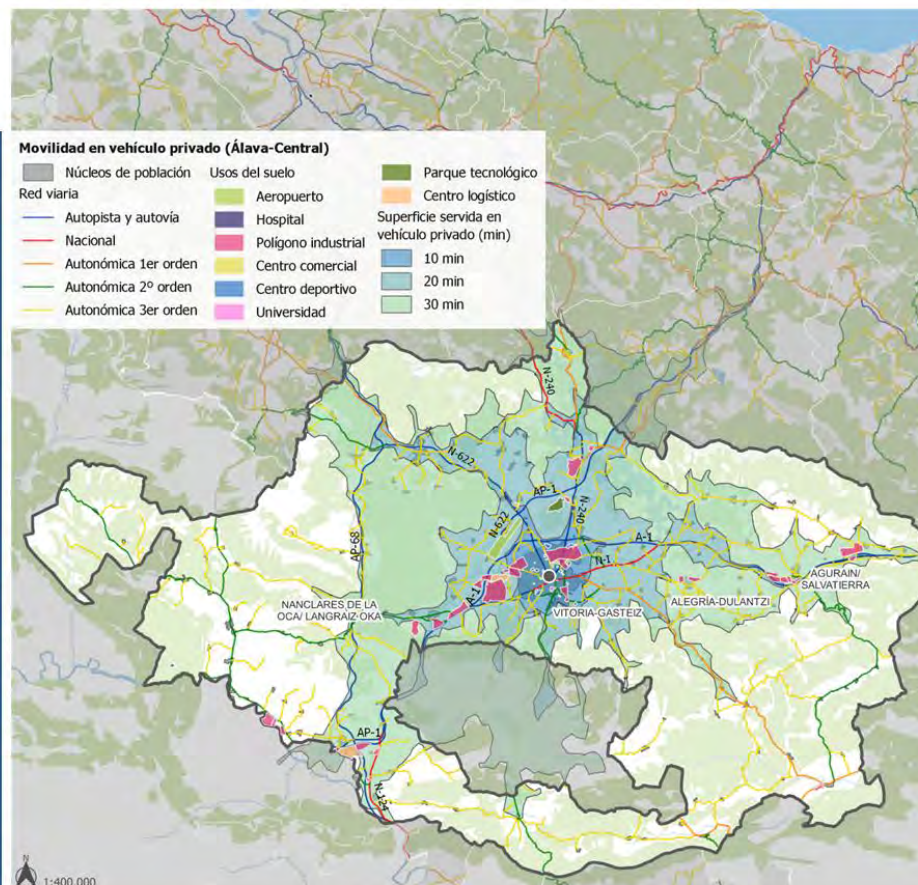 Movilidad en vehículo privado (Álava-Central)
Núcleos de población
Red viaria
Autopista y autovía
Nacional
Autonómica 1er orden
Autonómica 2º orden
Autonómica 3er orden
Usos del suelo
Aeropuerto
Hospital
Polígono industrial
Centro comercial
Centro deportivo
Universidad
Parque tecnológico
Centro logístico
Superficie servida en
vehículo privado (min)
10 min
20 min
30 min
N-240
N-622
AP-1
N-240
N-622
A-1
AP-68
N-1
A-1
AGURAIN/
SALVATIERRA
ALEGRÍA-DULANTZI
NANCLARES DE LA
OCA/ LANGRAIZ-OKA
VITORIA-GASTEIZ
AP-1
N-124
N
1:400.000